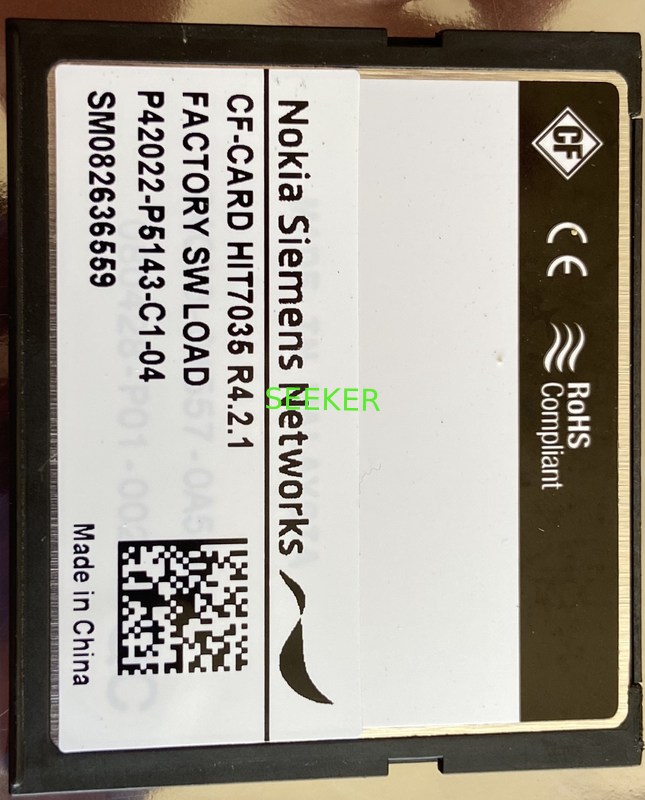 CF
CE
RoHS
Compliant
Nokia Siemens Networks
CF-CARD HIT7035 R4.2.1
FACTORY SW LOAD
P42022-P5143-C1-04
SM082636559
Made in China
SEEKER